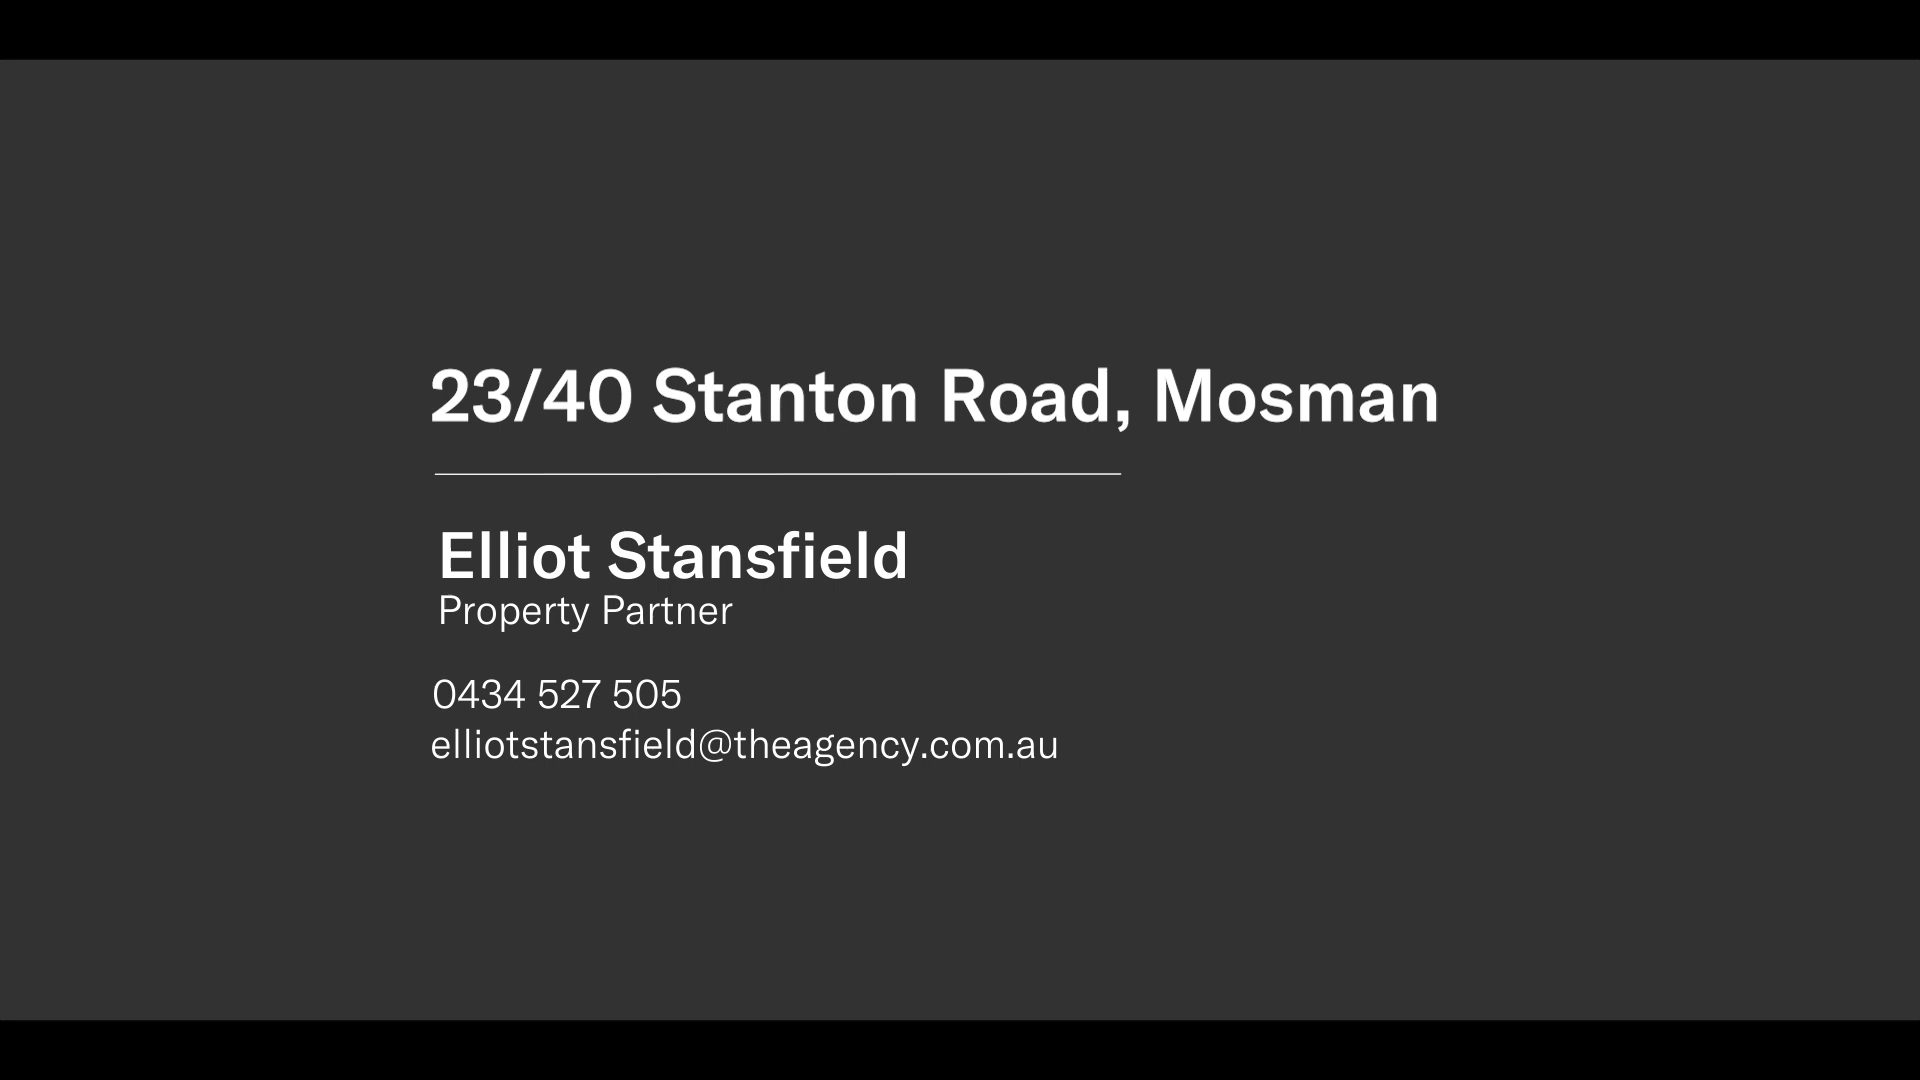 23/40 Stanton Road, Mosman
Elliot Stansfield
Property Partner
0434 527 505
elliotstansfield@theagency.com.au